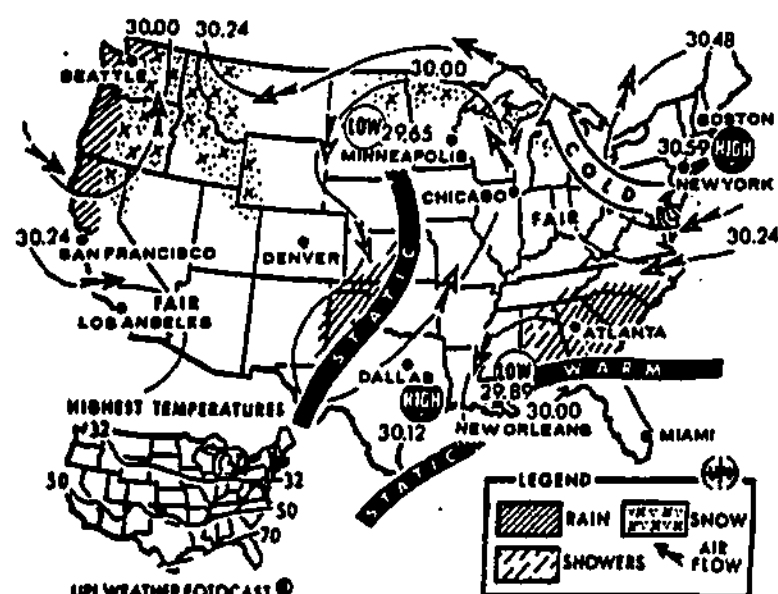 30.00 30.24
30.48
SEATTLE
30.00
LOW 29.65
MINNEAPOLIS
BOSTON
30.59 HIGH
NEW YORK
COLD
CHICAGO
FAIR
30.24
SAN FRANCISCO
DENVER
30.24
FAIR
LOS ANGELES
STATIC
ATLANTA
DALLAS
LOW
29.89
WARM
HIGH
30.00
NEW ORLEANS
30.12
MIAMI
STATIC
HIGHEST TEMPERATURES
32
32
50
50
70
LEGEND
RAIN
SNOW
SHOWERS
AIR
FLOW
UPI WEATHER FOTOCAST ©